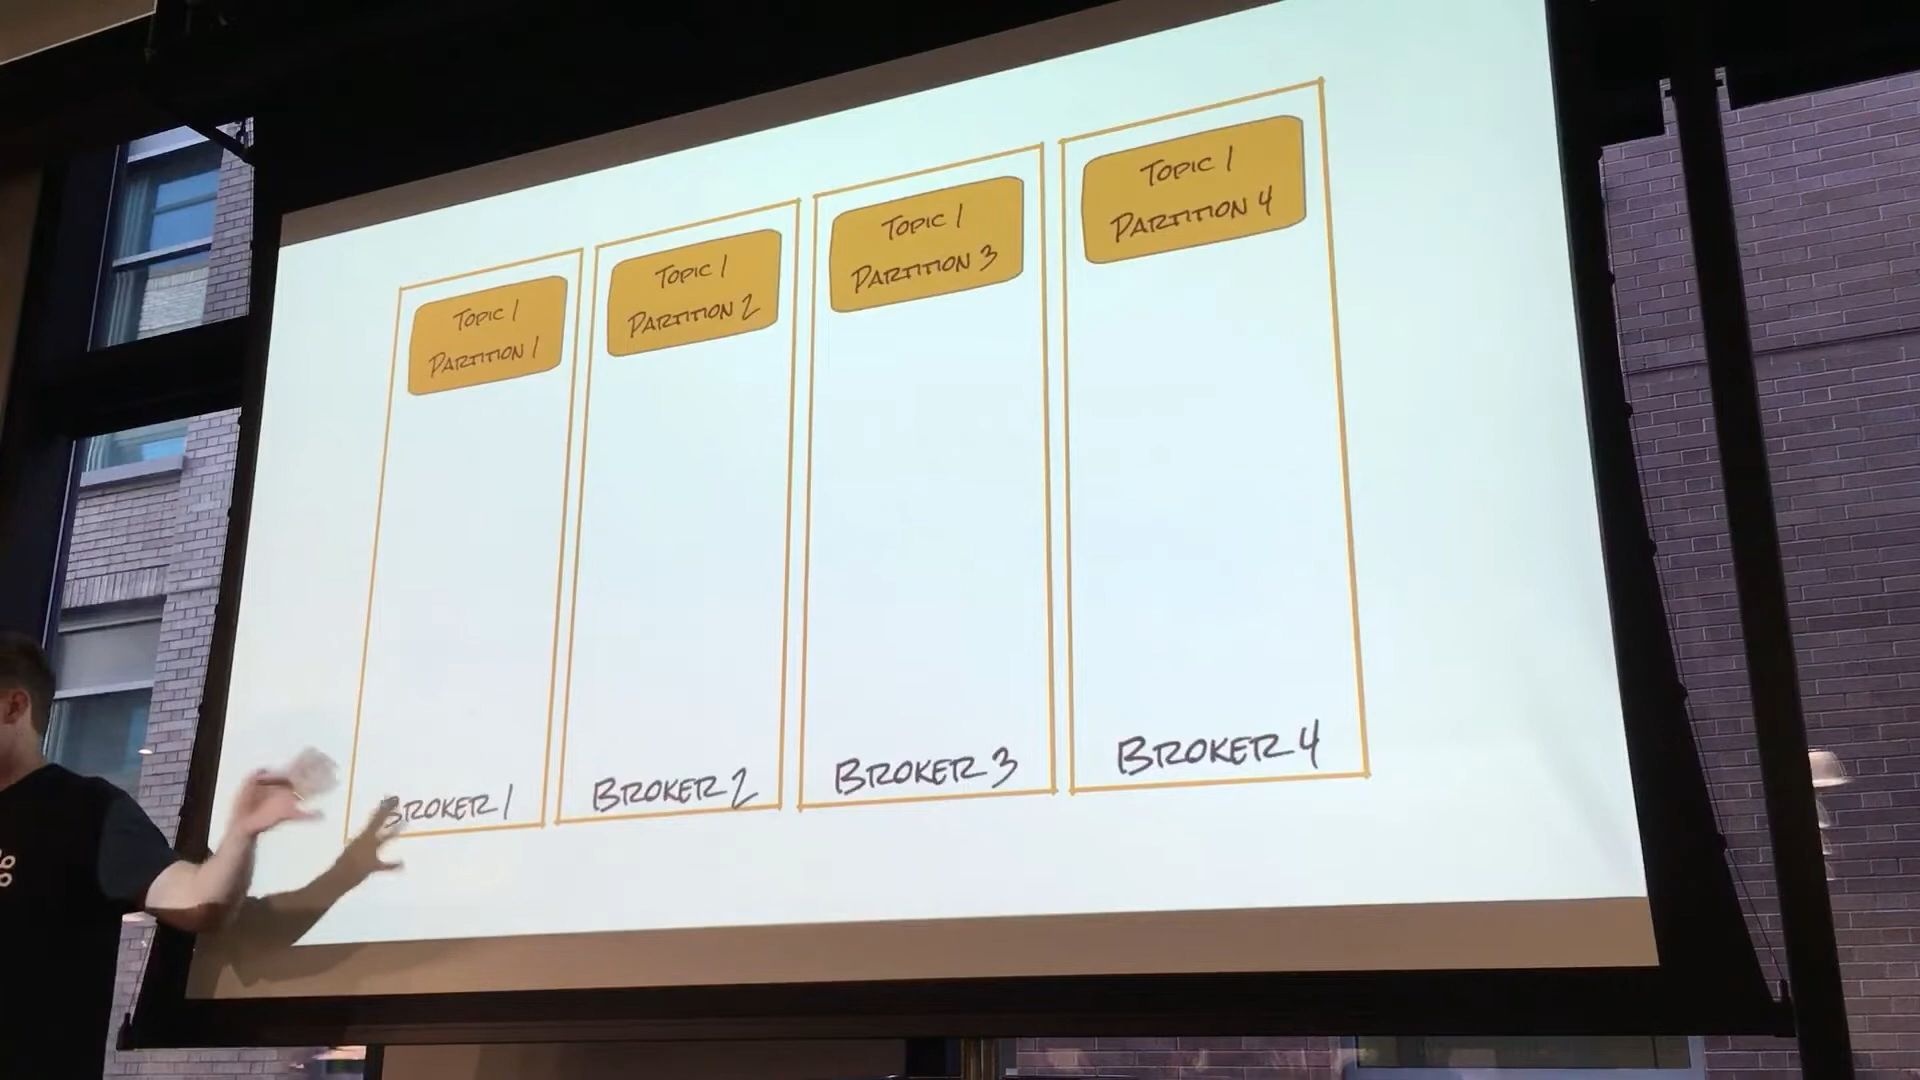 TOPIC 1
PARTITION 1
TOPIC 1
PARTITION 2
TOPIC 1
PARTITION 3
TOPIC 1
PARTITION 4
BROKER 1
BROKER 2
BROKER 3
BROKER 4